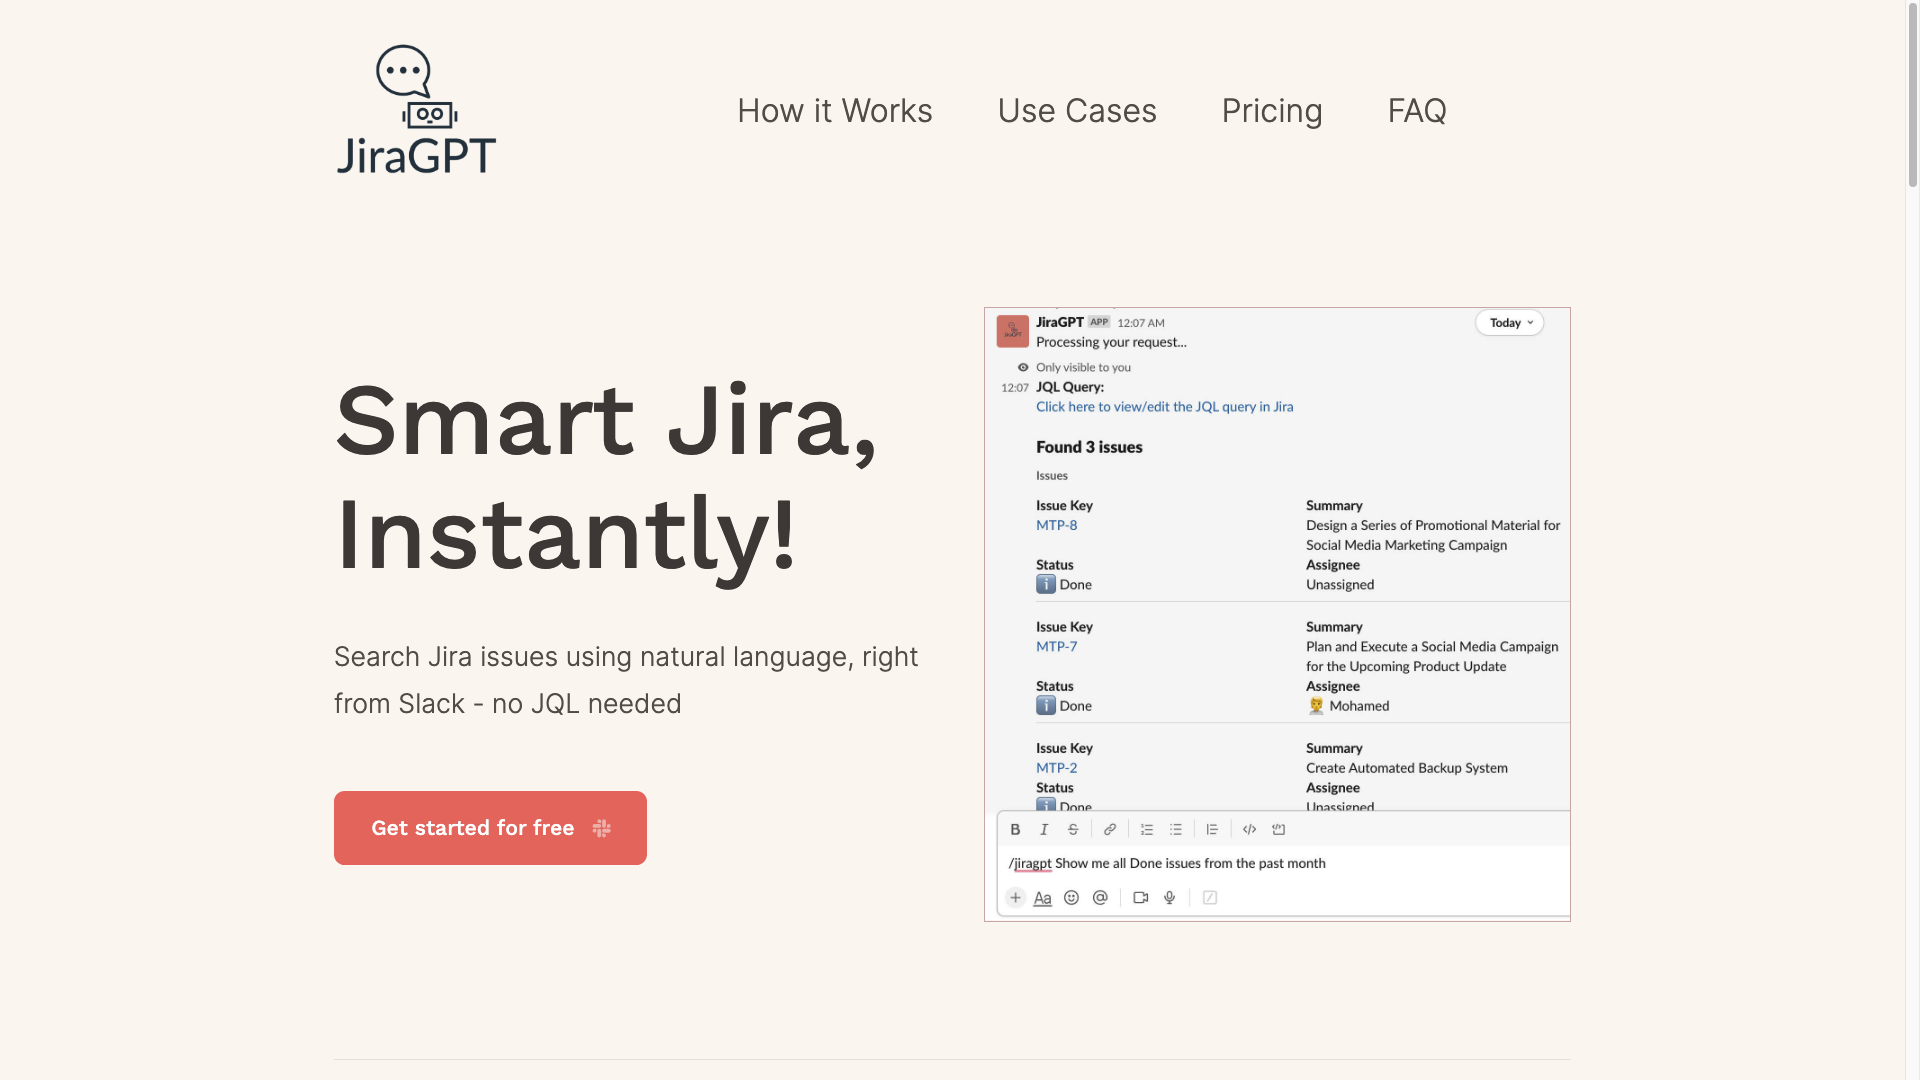 JiraGPT
How it Works
Use Cases
Pricing
FAQ
Smart Jira,
Instantly!
Search Jira issues using natural language, right
from Slack - no JQL needed
Get started for free
JiraGPT APP 12:07 AM
Today
Processing your request...
Only visible to you
12:07 JQL Query:
Click here to view/edit the JQL query in Jira
Found 3 issues
Issues
Issue Key
MTP-8
Summary
Design a Series of Promotional Material for
Social Media Marketing Campaign
Status
Done
Assignee
Unassigned
Issue Key
MTP-7
Summary
Plan and Execute a Social Media Campaign
for the Upcoming Product Update
Status
Done
Assignee
Mohamed
Issue Key
MTP-2
Summary
Create Automated Backup System
Status
Done
Assignee
Unassigned
/jiragpt Show me all Done issues from the past month
Aa